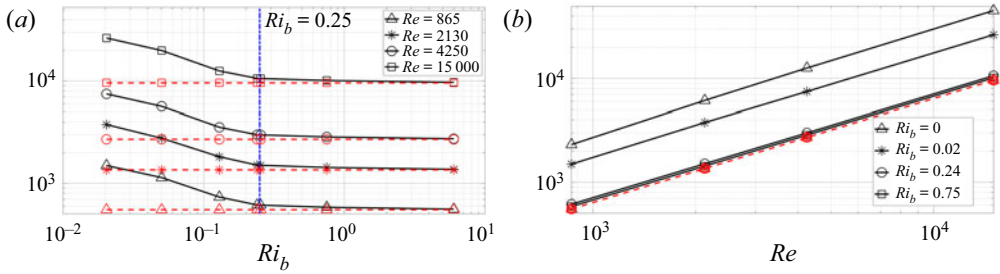 (a)
Ri_b = 0.25
Re = 865
Re = 2130
Re = 4250
Re = 15 000
10^4
10^3
10^−2
10^−1
10^0
10^1
Ri_b
(b)
10^4
10^3
Ri_b = 0
Ri_b = 0.02
Ri_b = 0.24
Ri_b = 0.75
10^3
10^4
Re